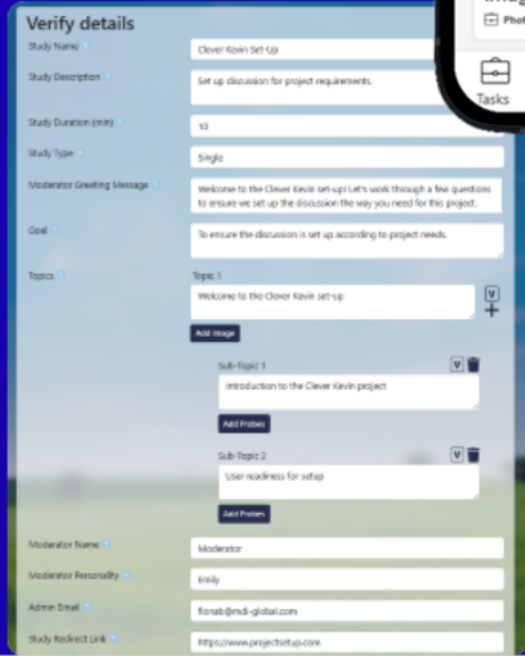 Verify details
Study Name
Clever Kevin Set-Up
Study Description
Set up discussion for project requirements.
Study Duration (min)
10
Study Type
Single
Moderator Greeting Message
Welcome to the Clever Kevin set-up! Let's work through a few questions
to ensure we set up the discussion the way you need for this project.
Goal
To ensure the discussion is set up according to project needs.
Topics
Topic 1
Welcome to the Clever Kevin set-up
V
Add Image
Sub-Topic 1
V
Introduction to the Clever Kevin project
Add Probes
Sub-Topic 2
V
User readiness for setup
Add Probes
Moderator Name
Moderator
Moderator Personality
Emily
Admin Email
fionab@mdi-global.com
Study Redirect Link
https://www.projectsetup.com
Tasks